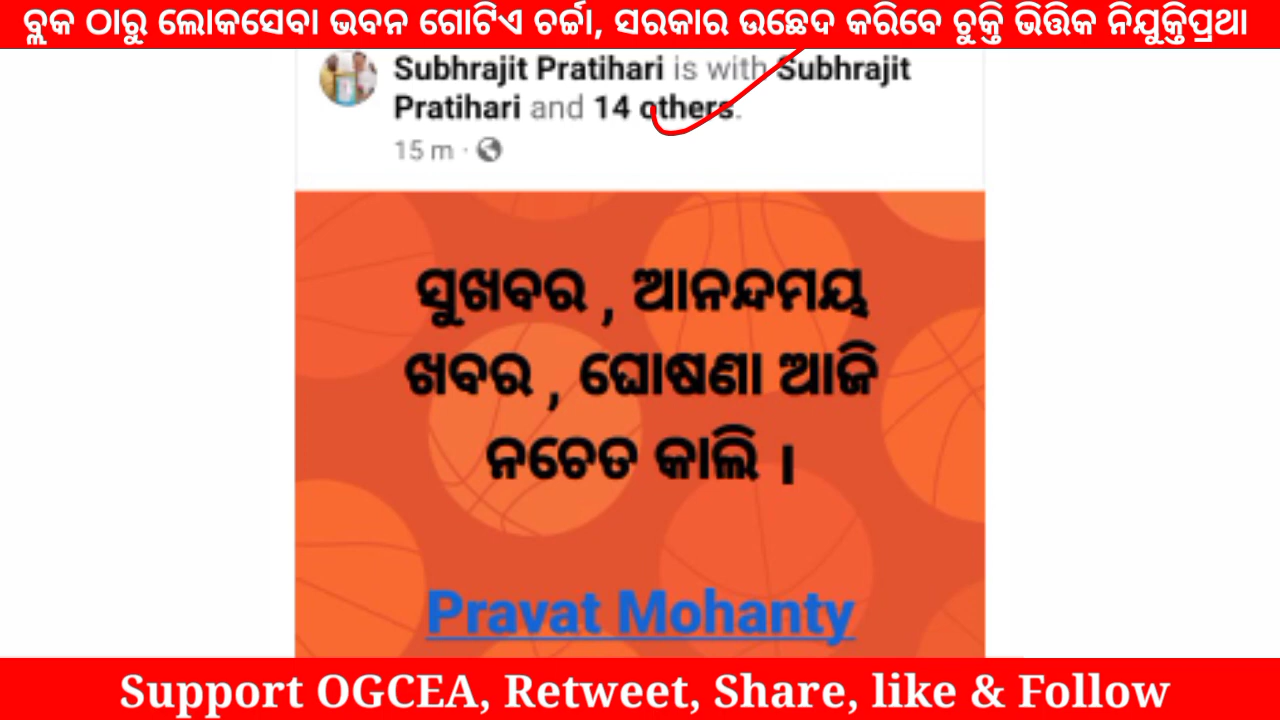 ବ୍ଲକ ଠାରୁ ଲୋକସେବା ଭବନ ଗୋଟିଏ ଚର୍ଚ୍ଚା, ସରକାର ଉଛେଦ କରିବେ ଚୁକ୍ତି ଭିତ୍ତିକ ନିଯୁକ୍ତିପ୍ରଥା
Subhrajit Pratihari is with Subhrajit
Pratihari and 14 others.
15 m ·
ସୁଖବର , ଆନନ୍ଦମୟ
ଖବର , ଘୋଷଣା ଆଜି
ନଚେତ କାଲି ।
Pravat Mohanty
Support OGCEA, Retweet, Share, like & Follow